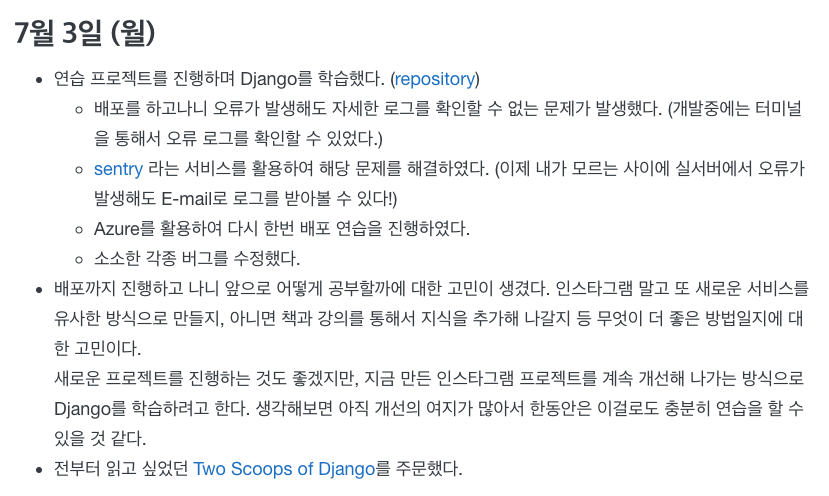 7월 3일 (월)
연습 프로젝트를 진행하며 Django를 학습했다. (repository)
배포를 하고나니 오류가 발생해도 자세한 로그를 확인할 수 없는 문제가 발생했다. (개발중에는 터미널
을 통해서 오류 로그를 확인할 수 있었다.)
sentry 라는 서비스를 활용하여 해당 문제를 해결하였다. (이제 내가 모르는 사이에 실서버에서 오류가
발생해도 E-mail로 로그를 받아볼 수 있다!)
Azure를 활용하여 다시 한번 배포 연습을 진행하였다.
소소한 각종 버그를 수정했다.
배포까지 진행하고 나니 앞으로 어떻게 공부할까에 대한 고민이 생겼다. 인스타그램 말고 또 새로운 서비스를
유사한 방식으로 만들지, 아니면 책과 강의를 통해서 지식을 추가해 나갈지 등 무엇이 더 좋은 방법일지에 대
한 고민이다.
새로운 프로젝트를 진행하는 것도 좋겠지만, 지금 만든 인스타그램 프로젝트를 계속 개선해 나가는 방식으로
Django를 학습하려고 한다. 생각해보면 아직 개선의 여지가 많아서 한동안은 이걸로도 충분히 연습을 할 수
있을 것 같다.
전부터 읽고 싶었던 Two Scoops of Django를 주문했다.